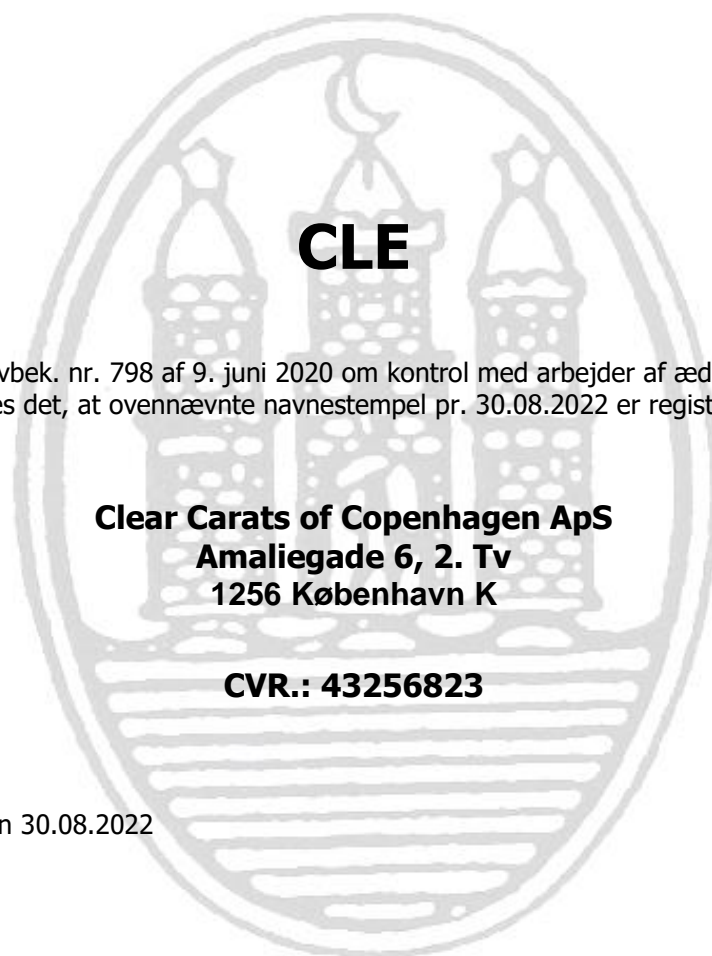 CLE
vbek. nr. 798 af 9. juni 2020 om kontrol med arbejder af æd
es det, at ovennævnte navnestempel pr. 30.08.2022 er regist
Clear Carats of Copenhagen ApS
Amaliegade 6, 2. Tv
1256 København K
CVR.: 43256823
n 30.08.2022